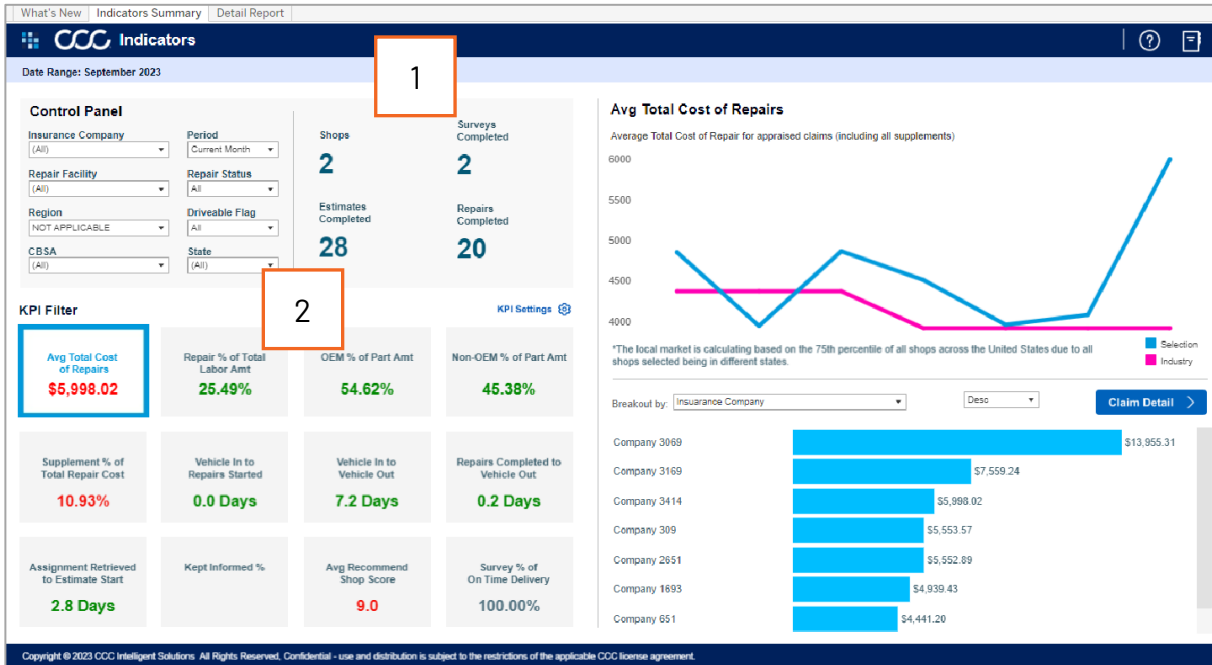 What's New Indicators Summary Detail Report
CCC Indicators
Date Range: September 2023
1
Control Panel
Insurance Company
(All)
Period
Current Month
Repair Facility
(All)
Repair Status
All
Region
NOT APPLICABLE
Driveable Flag
All
CBSA
(All)
State
(All)
Shops
2
Surveys
Completed
2
Estimates
Completed
28
Repairs
Completed
20
2
KPI Filter
KPI Settings
Avg Total Cost
of Repairs
$5,998.02
Repair % of Total
Labor Amt
25.49%
OEM % of Part Amt
54.62%
Non-OEM % of Part Amt
45.38%
Supplement % of
Total Repair Cost
10.93%
Vehicle In to
Repairs Started
0.0 Days
Vehicle In to
Vehicle Out
7.2 Days
Repairs Completed to
Vehicle Out
0.2 Days
Assignment Retrieved
to Estimate Start
2.8 Days
Kept Informed %
Avg Recommend
Shop Score
9.0
Survey % of
On Time Delivery
100.00%
Avg Total Cost of Repairs
Average Total Cost of Repair for appraised claims (including all supplements)
6000
5500
5000
4500
4000
*The local market is calculating based on the 75th percentile of all shops across the United States due to all
shops selected being in different states.
Selection
Industry
Breakout by: Insuarance Company
Desc
Claim Detail
Company 3069 $13,955.31
Company 3169 $7,559.24
Company 3414 $5,998.02
Company 309 $5,553.57
Company 2651 $5,552.89
Company 1693 $4,939.43
Company 651 $4,441.20
Copyright © 2023 CCC Intelligent Solutions All Rights Reserved, Confidential - use and distribution is subject to the restrictions of the applicable CCC license agreement.